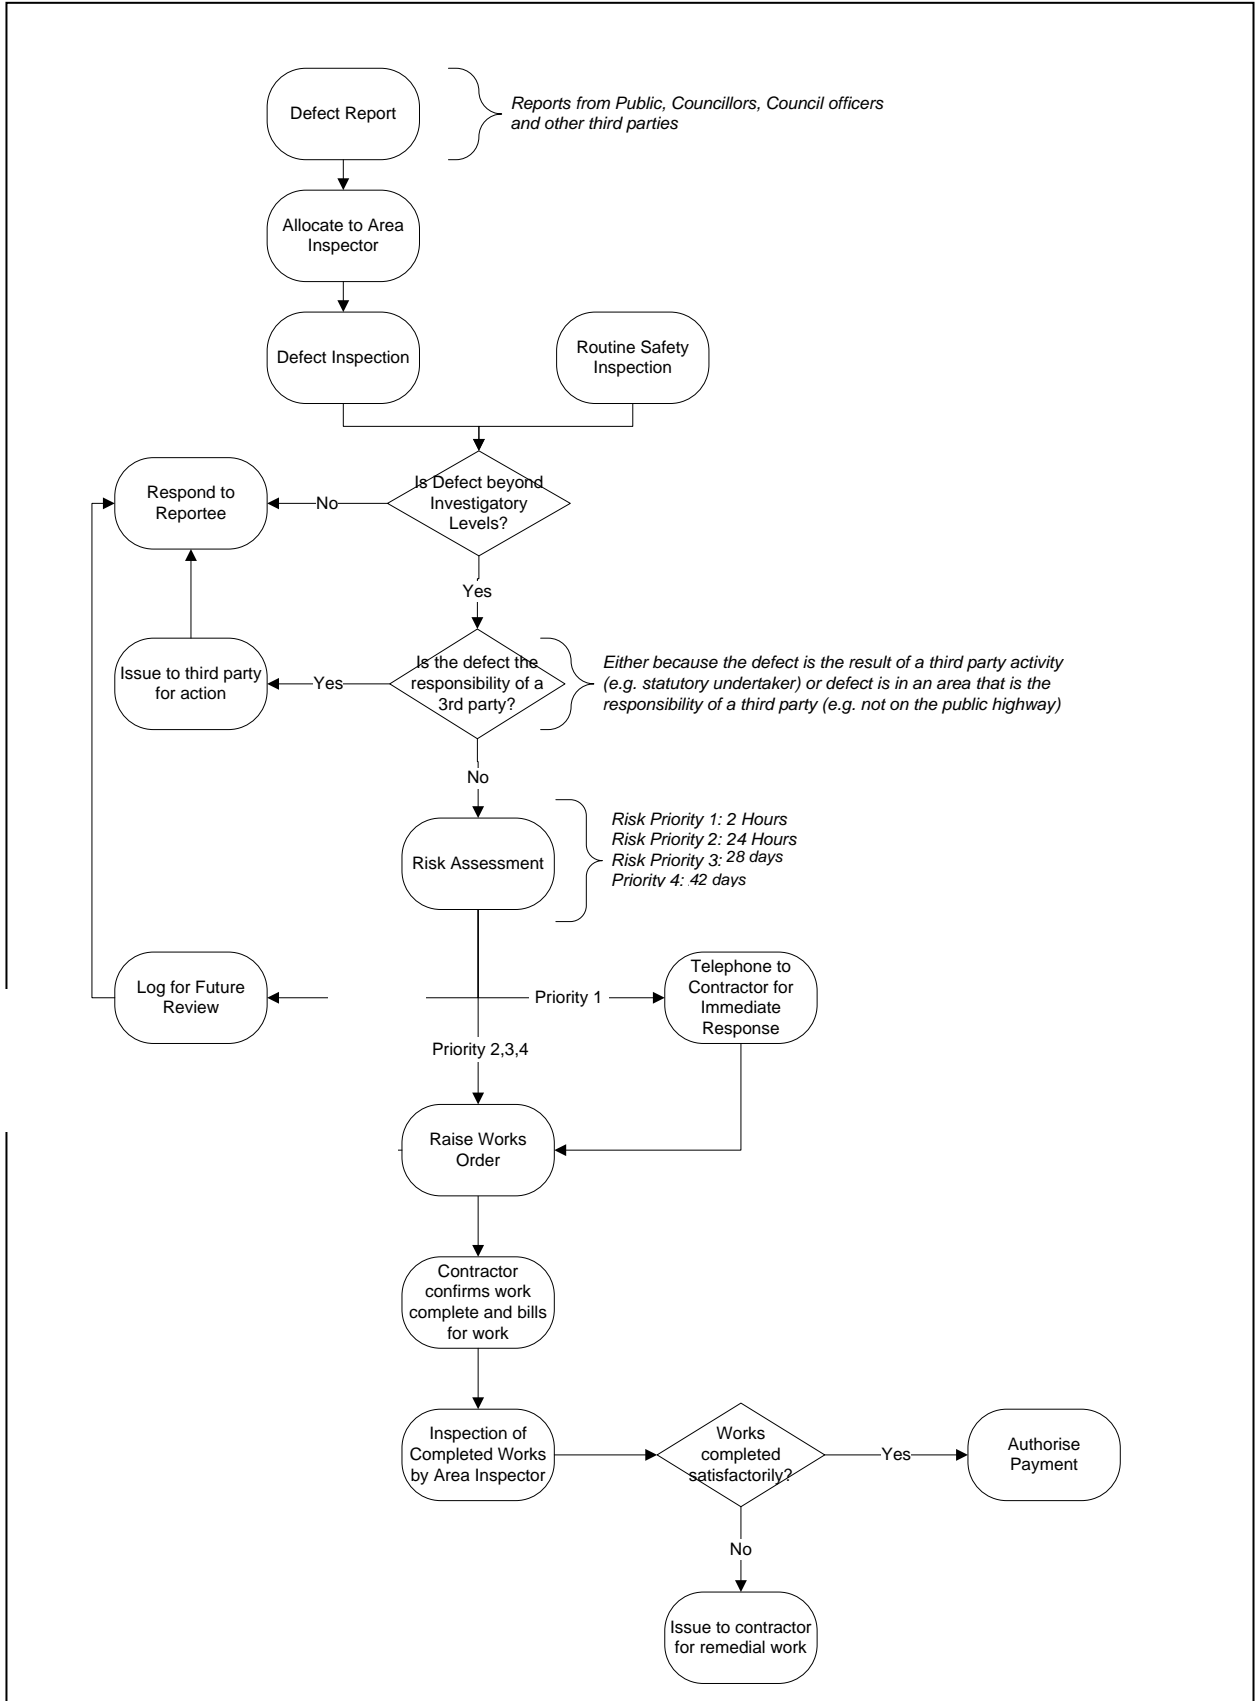 Defect Report
Reports from Public, Councillors, Council officers
and other third parties
Allocate to Area
Inspector
Defect Inspection
Routine Safety
Inspection
Is Defect beyond
Investigatory
Levels?
No
Respond to
Reportee
Yes
Is the defect the
responsibility of a
3rd party?
Yes
Issue to third party
for action
Either because the defect is the result of a third party activity
(e.g. statutory undertaker) or defect is in an area that is the
responsibility of a third party (e.g. not on the public highway)
No
Risk Assessment
Risk Priority 1: 2 Hours
Risk Priority 2: 24 Hours
Risk Priority 3: 28 days
Priority 4: 42 days
Log for Future
Review
Priority 1
Telephone to
Contractor for
Immediate
Response
Priority 2,3,4
Raise Works
Order
Contractor
confirms work
complete and bills
for work
Inspection of
Completed Works
by Area Inspector
Works
completed
satisfactorily?
Yes
Authorise
Payment
No
Issue to contractor
for remedial work